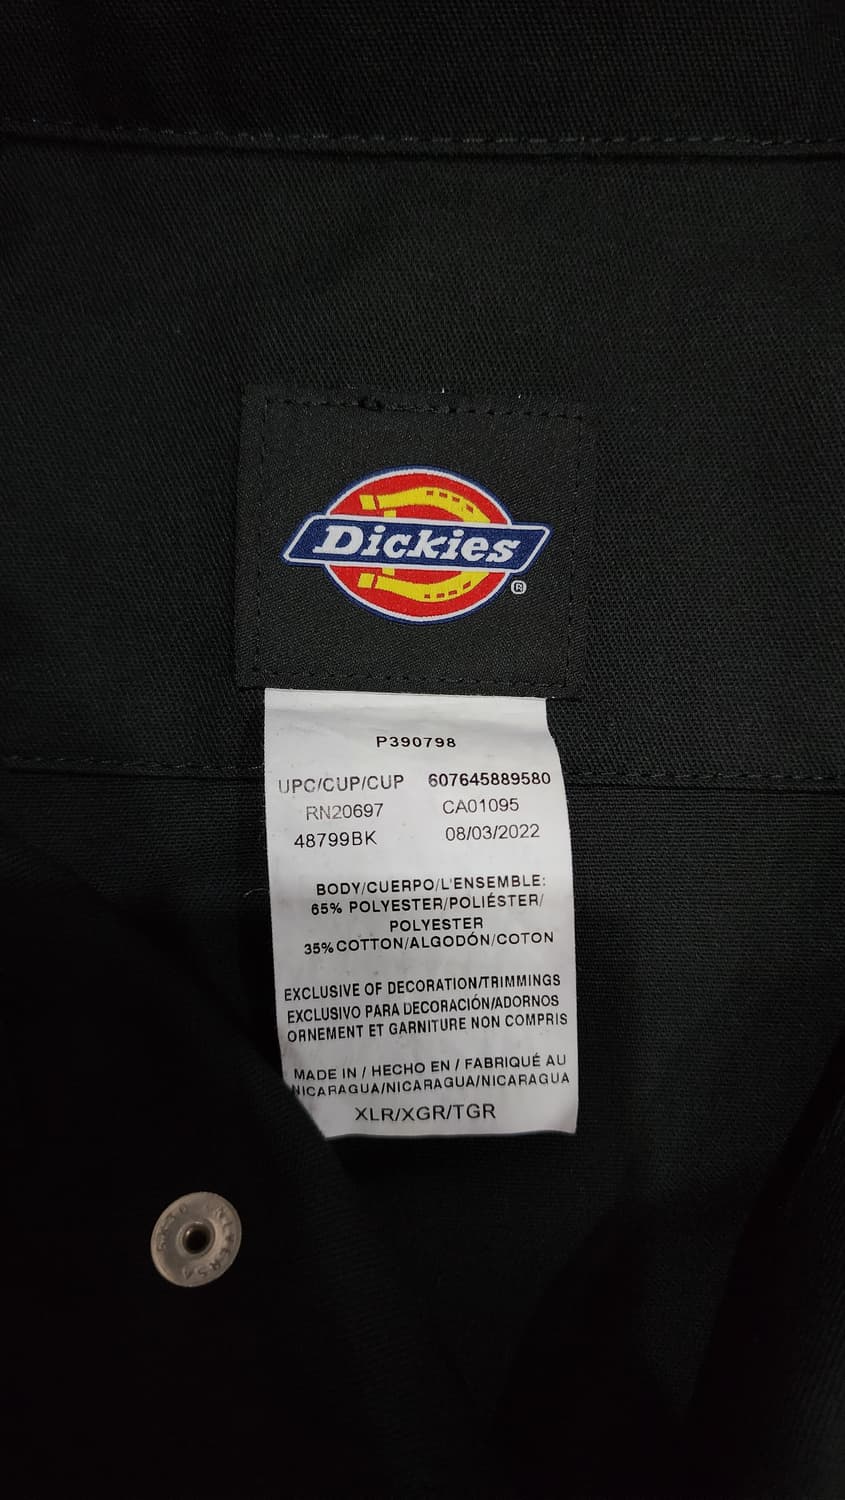 Dickies
®
P390798
UPC/CUP/CUP 607645889580
RN20697 CA01095
48799BK 08/03/2022
BODY/CUERPO/L'ENSEMBLE:
65% POLYESTER/POLIÉSTER/
POLYESTER
35% COTTON/ALGODÓN/COTON
EXCLUSIVE OF DECORATION/TRIMMINGS
EXCLUSIVO PARA DECORACIÓN/ADORNOS
ORNEMENT ET GARNITURE NON COMPRIS
MADE IN / HECHO EN / FABRIQUÉ AU
NICARAGUA/NICARAGUA/NICARAGUA
XLR/XGR/TGR